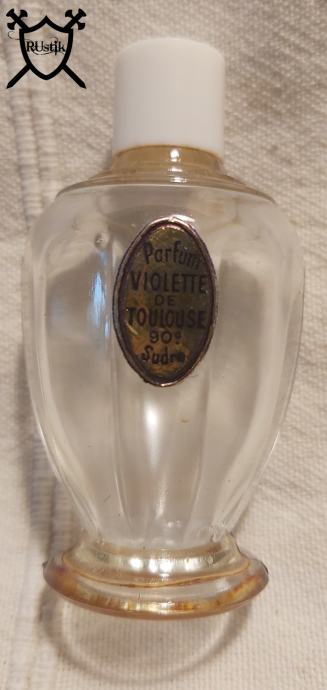 RUstik
Parfum
VIOLETTE
DE
TOULOUSE
90°
Sudre